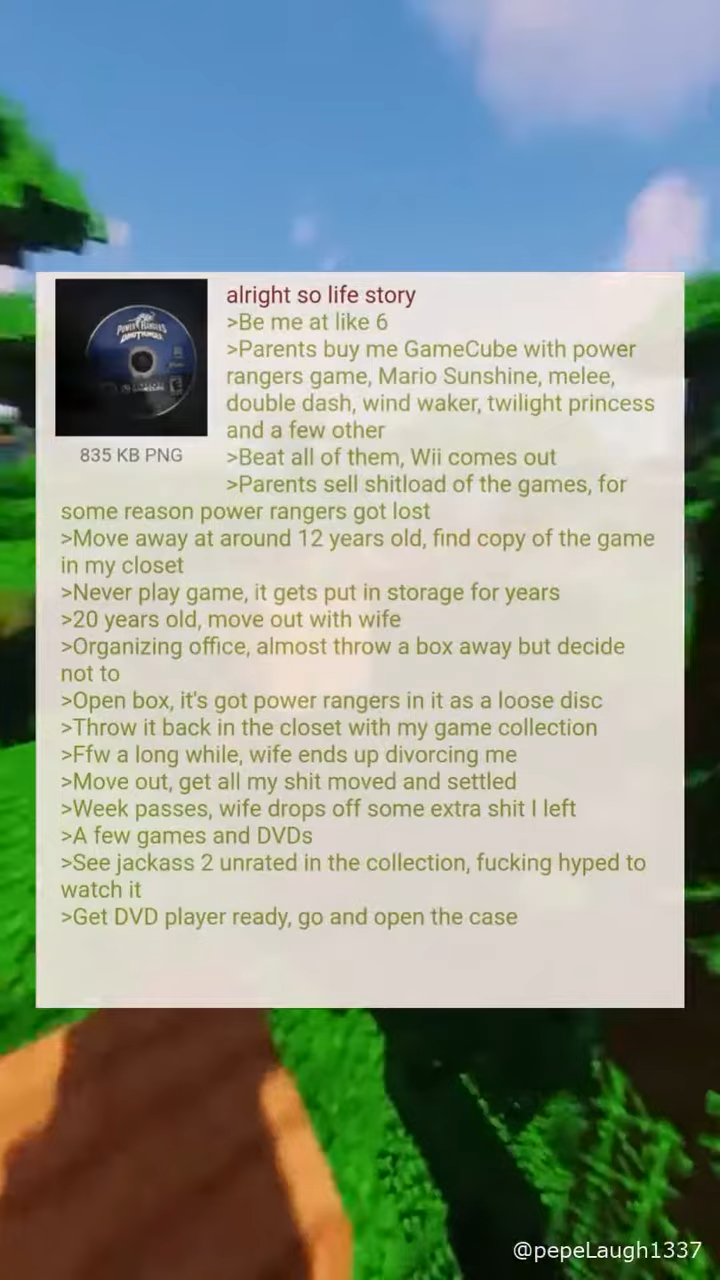 POWER RANGERS
alright so life story
>Be me at like 6
>Parents buy me GameCube with power
rangers game, Mario Sunshine, melee,
double dash, wind waker, twilight princess
and a few other
835 KB PNG
>Beat all of them, Wii comes out
>Parents sell shitload of the games, for
some reason power rangers got lost
>Move away at around 12 years old, find copy of the game
in my closet
>Never play game, it gets put in storage for years
>20 years old, move out with wife
>Organizing office, almost throw a box away but decide
not to
>Open box, it's got power rangers in it as a loose disc
>Throw it back in the closet with my game collection
>Ffw a long while, wife ends up divorcing me
>Move out, get all my shit moved and settled
>Week passes, wife drops off some extra shit I left
>A few games and DVDs
>See jackass 2 unrated in the collection, fucking hyped to
watch it
>Get DVD player ready, go and open the case
@pepeLaugh1337